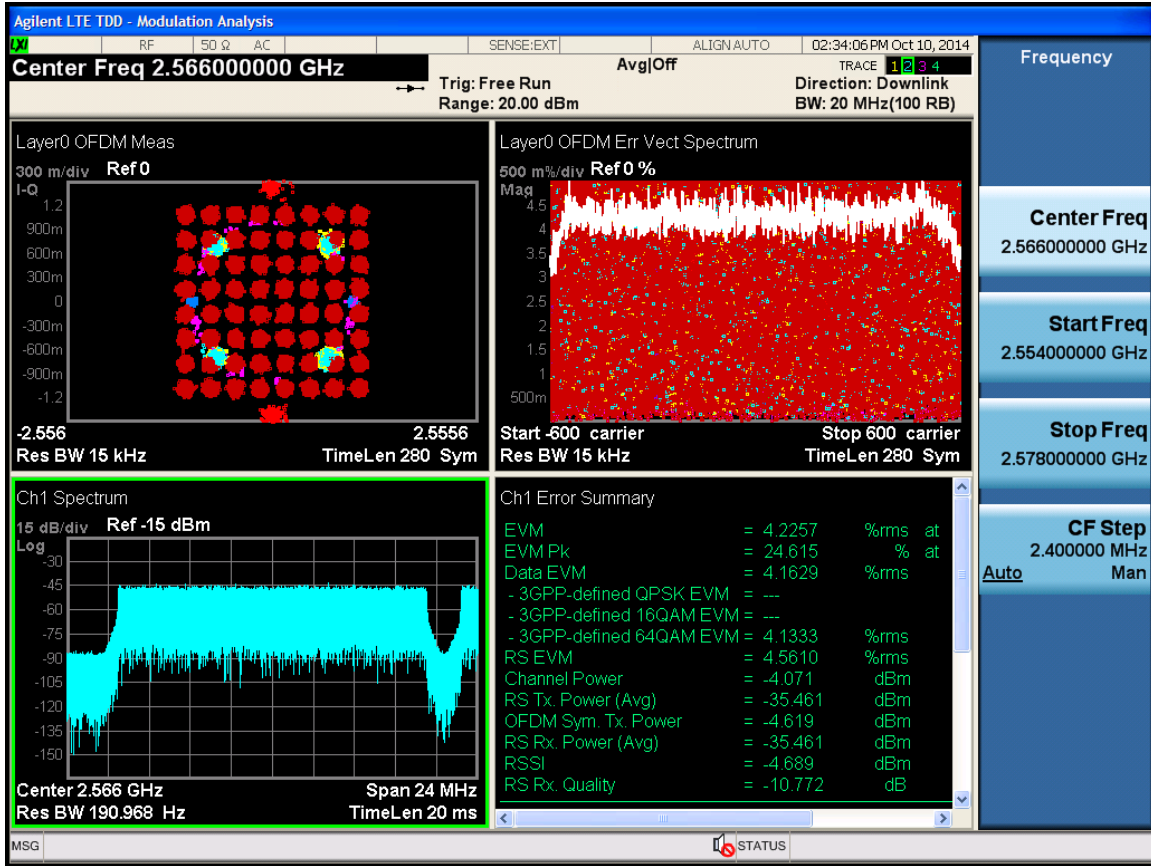 Agilent LTE TDD - Modulation Analysis
LXI RF 50 Ω AC SENSE:EXT ALIGN AUTO 02:34:06 PM Oct 10, 2014
Center Freq 2.566000000 GHz
Avg|Off
TRACE 1 2 3 4
Trig: Free Run
Direction: Downlink
Range: 20.00 dBm
BW: 20 MHz(100 RB)
Layer0 OFDM Meas
300 m/div Ref 0
I-Q
1.2
900m
600m
300m
0
-300m
-600m
-900m
-1.2
-2.556 2.5556
Res BW 15 kHz TimeLen 280 Sym
Layer0 OFDM Err Vect Spectrum
500 m%/div Ref 0 %
Mag
4.5
4
3.5
3
2.5
2
1.5
1
500m
Start -600 carrier Stop 600 carrier
Res BW 15 kHz TimeLen 280 Sym
Ch1 Spectrum
15 dB/div Ref -15 dBm
Log
-30
-45
-60
-75
-90
-105
-120
-135
-150
Center 2.566 GHz Span 24 MHz
Res BW 190.968 Hz TimeLen 20 ms
Ch1 Error Summary
EVM = 4.2257 %rms at
EVM Pk = 24.615 % at
Data EVM = 4.1629 %rms
- 3GPP-defined QPSK EVM = ---
- 3GPP-defined 16QAM EVM = ---
- 3GPP-defined 64QAM EVM = 4.1333 %rms
RS EVM = 4.5610 %rms
Channel Power = -4.071 dBm
RS Tx. Power (Avg) = -35.461 dBm
OFDM Sym. Tx. Power = -4.619 dBm
RS Rx. Power (Avg) = -35.461 dBm
RSSI = -4.689 dBm
RS Rx. Quality = -10.772 dB
Frequency
Center Freq
2.566000000 GHz
Start Freq
2.554000000 GHz
Stop Freq
2.578000000 GHz
CF Step
2.400000 MHz
Auto Man
MSG STATUS